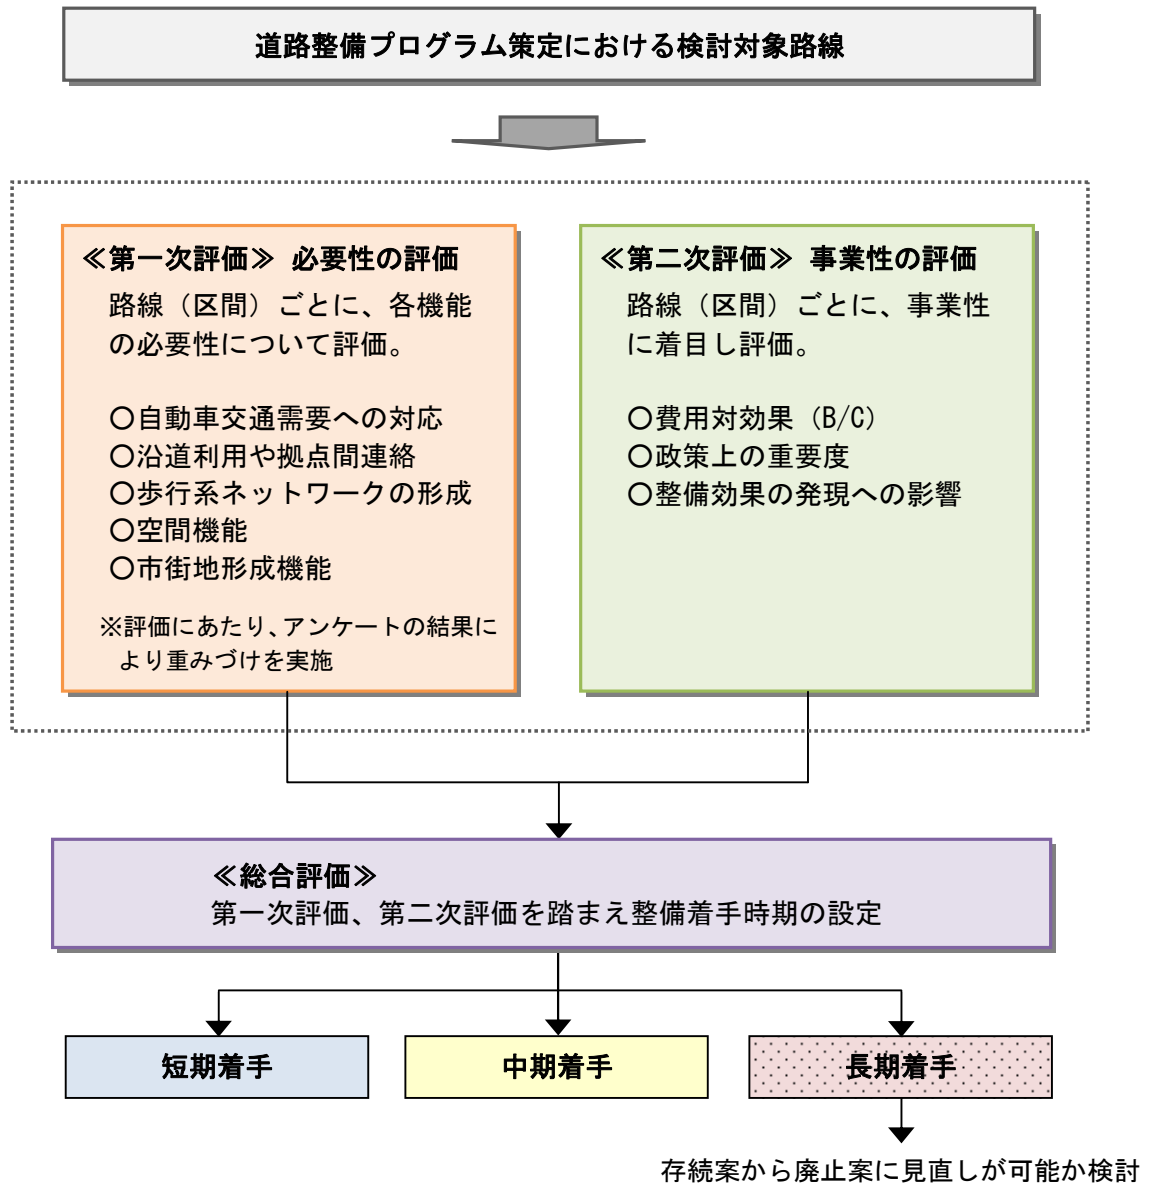 道路整備プログラム策定における検討対象路線
≪第一次評価≫ 必要性の評価
路線（区間）ごとに、各機能
の必要性について評価。
○自動車交通需要への対応
○沿道利用や拠点間連絡
○歩行系ネットワークの形成
○空間機能
○市街地形成機能
※評価にあたり、アンケートの結果に
より重みづけを実施
≪第二次評価≫ 事業性の評価
路線（区間）ごとに、事業性
に着目し評価。
○費用対効果（B/C）
○政策上の重要度
○整備効果の発現への影響
≪総合評価≫
第一次評価、第二次評価を踏まえ整備着手時期の設定
短期着手
中期着手
長期着手
存続案から廃止案に見直しが可能か検討